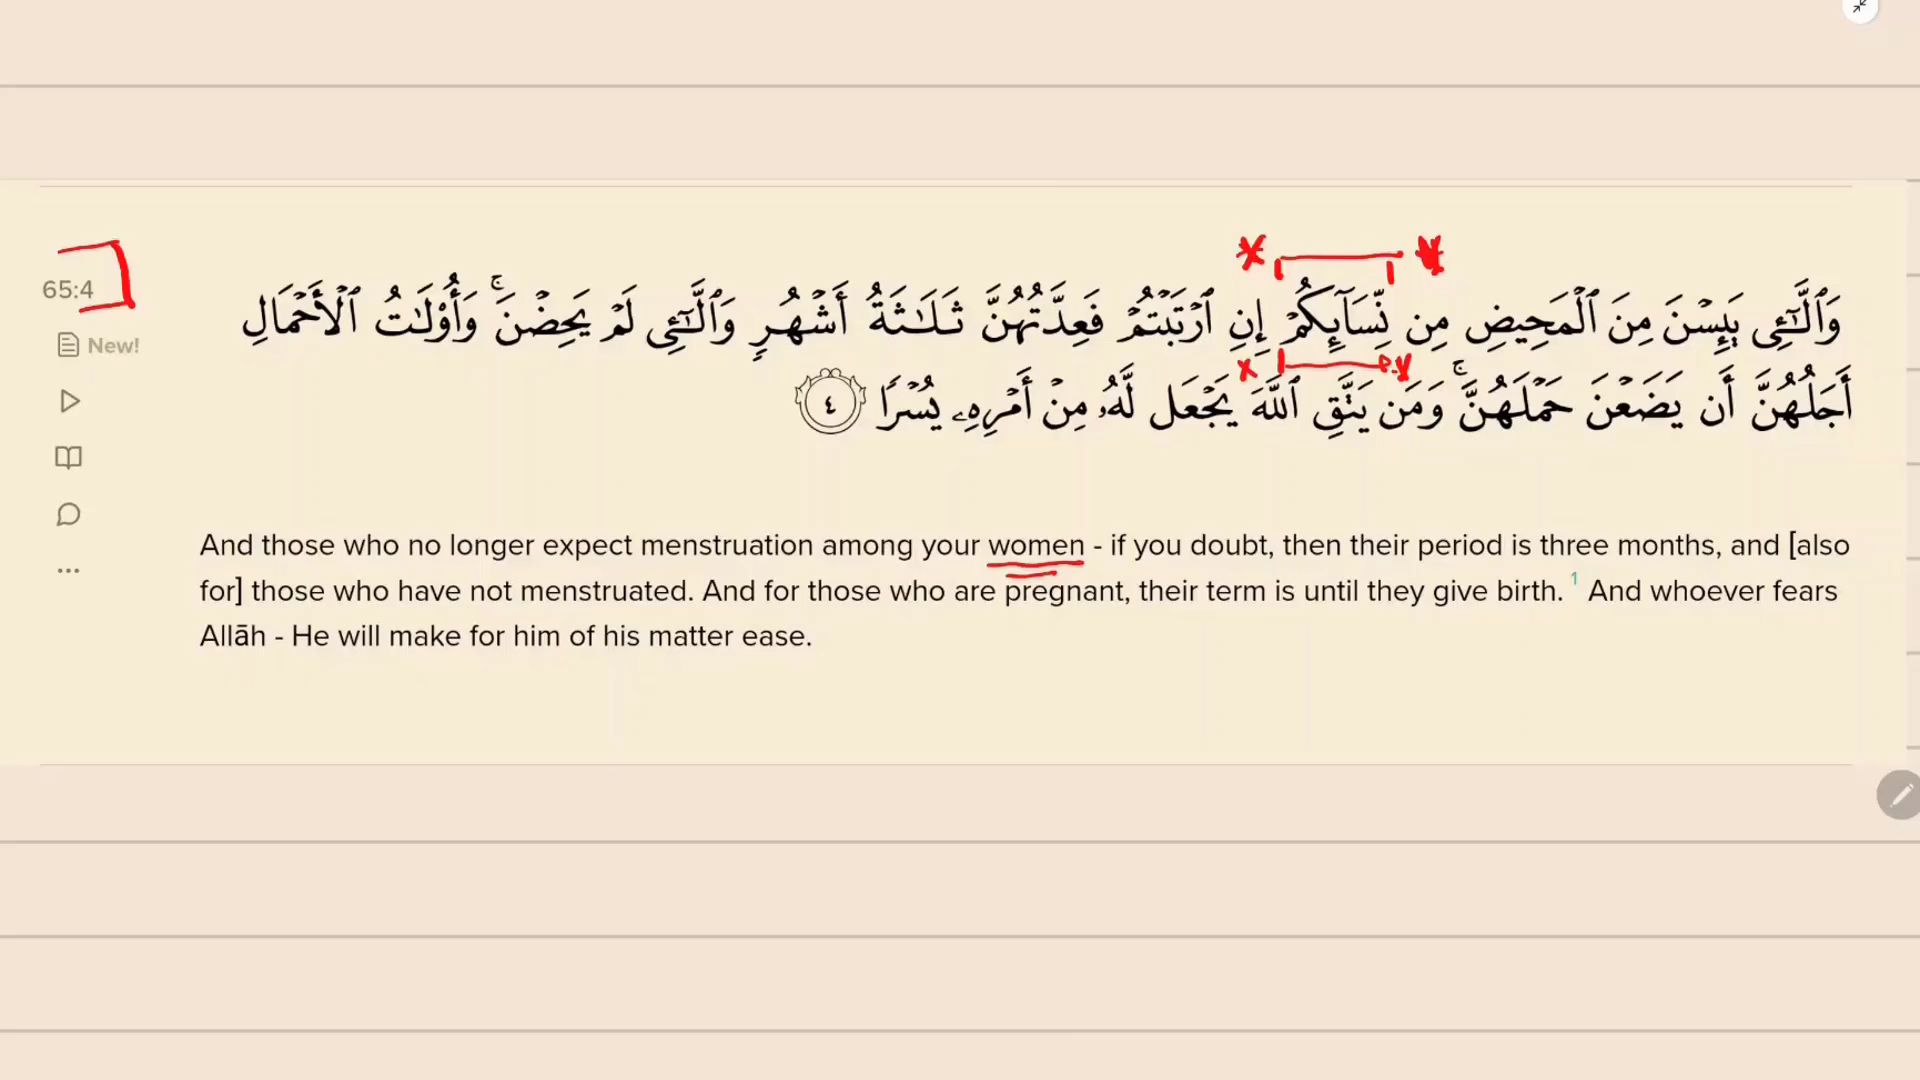 65:4
New!
وَٱلَّـٰٓـِٔى يَئِسْنَ مِنَ ٱلْمَحِيضِ مِن نِّسَآئِكُمْ إِنِ ٱرْتَبْتُمْ فَعِدَّتُهُنَّ ثَلَـٰثَةُ أَشْهُرٍ وَٱلَّـٰٓـِٔى لَمْ يَحِضْنَ ۚ وَأُو۟لَـٰتُ ٱلْأَحْمَالِ
أَجَلُهُنَّ أَن يَضَعْنَ حَمْلَهُنَّ ۚ وَمَن يَتَّقِ ٱللَّهَ يَجْعَل لَّهُۥ مِنْ أَمْرِهِۦ يُسْرًا ٤
And those who no longer expect menstruation among your women - if you doubt, then their period is three months, and [also
for] those who have not menstruated. And for those who are pregnant, their term is until they give birth. 1 And whoever fears
Allāh - He will make for him of his matter ease.